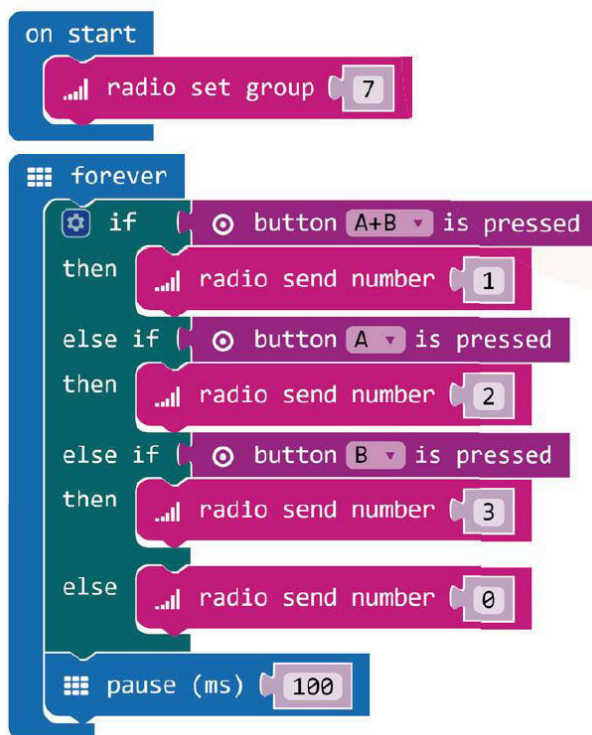 on start
radio set group 7
forever
if button A+B is pressed
then radio send number 1
else if button A is pressed
then radio send number 2
else if button B is pressed
then radio send number 3
else radio send number 0
pause (ms) 100